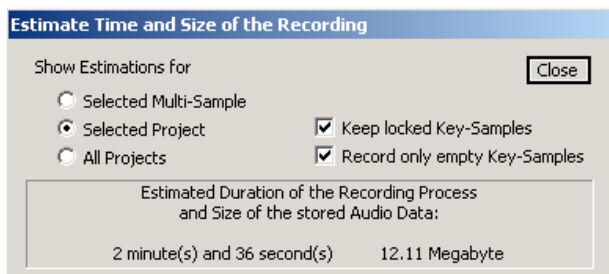 Estimate Time and Size of the Recording
Show Estimations for
Close
Selected Multi-Sample
Selected Project
Keep locked Key-Samples
All Projects
Record only empty Key-Samples
Estimated Duration of the Recording Process
and Size of the stored Audio Data:
2 minute(s) and 36 second(s) 12.11 Megabyte